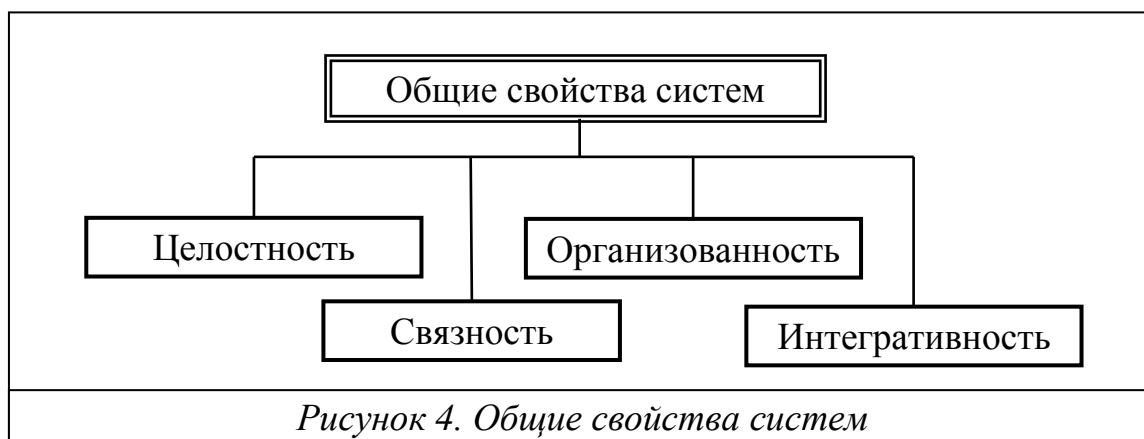 Общие свойства систем
Целостность
Организованность
Связность
Интегративность
Рисунок 4. Общие свойства систем